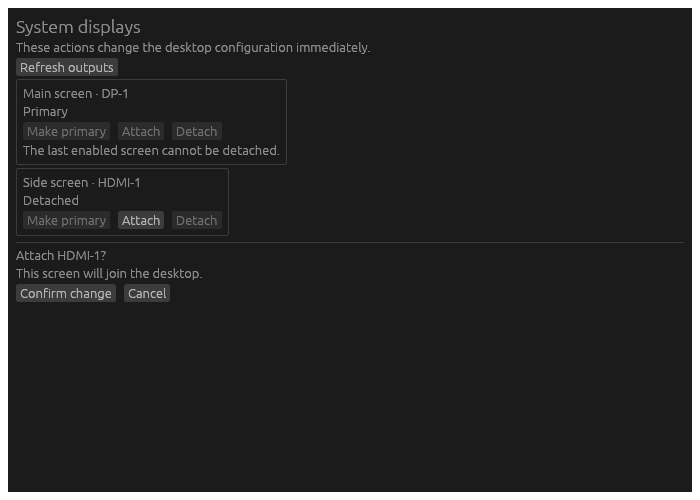 System displays
These actions change the desktop configuration immediately.
Refresh outputs
Main screen · DP-1
Primary
Make primary Attach Detach
The last enabled screen cannot be detached.
Side screen · HDMI-1
Detached
Make primary Attach Detach
Attach HDMI-1?
This screen will join the desktop.
Confirm change Cancel